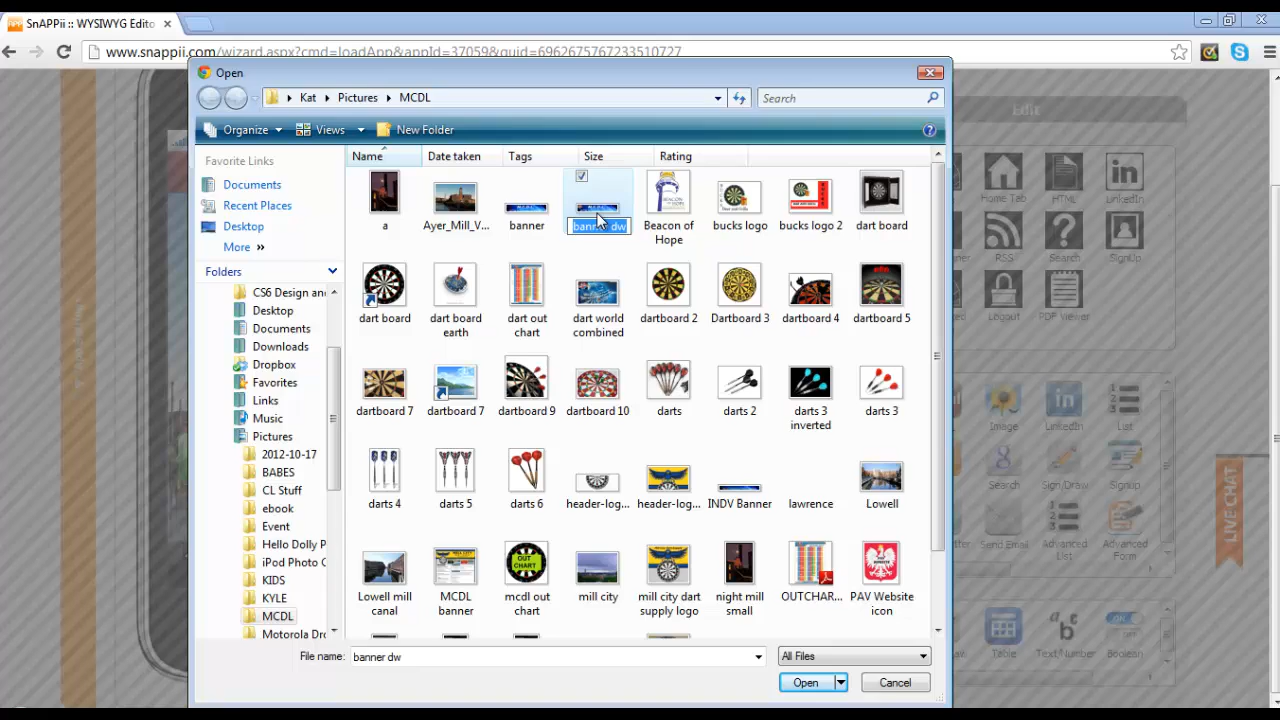 SnAPPii :: WYSIWYG Edito
www.snappii.com/wizard.aspx?cmd=loadApp&appId=37059&guid=6962675767233510727
Open
Kat
Pictures
MCDL
Search
Organize
Views
New Folder
Favorite Links
Documents
Recent Places
Desktop
More »
Folders
CS6 Design an
Desktop
Documents
Downloads
Dropbox
Favorites
Links
Music
Pictures
2012-10-17
BABES
CL Stuff
ebook
Event
Hello Dolly P
iPod Photo C
KIDS
KYLE
MCDL
Motorola Dro
Name
Date taken
Tags
Size
Rating
a
Ayer_Mill_V...
banner
banner dw
Beacon of
Hope
bucks logo
bucks logo 2
dart board
dart board
dart board
earth
dart out
chart
dart world
combined
dartboard 2
Dartboard 3
dartboard 4
dartboard 5
dartboard 7
dartboard 7
dartboard 9
dartboard 10
darts
darts 2
darts 3
inverted
darts 3
darts 4
darts 5
darts 6
header-log...
header-log...
INDV Banner
lawrence
Lowell
Lowell mill
canal
MCDL
banner
mcdl out
chart
mill city
mill city dart
supply logo
night mill
small
OUTCHAR...
PAV Website
icon
OUT
CHART
File name:
banner dw
All Files
Open
Cancel
Edit
Home Tab
HTML
LinkedIn
RSS
Search
SignUp
Logout
PDF Viewer
Image
LinkedIn
List
Search
Sign/Draw
Signup
Send Email
Advanced
List
Advanced
Form
Table
Text/Number
Boolean
LIVE CHAT